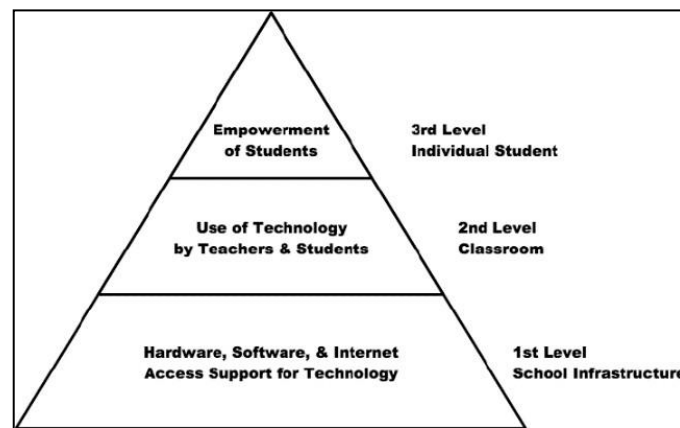 Empowerment
of Students
3rd Level
Individual Student
Use of Technology
by Teachers & Students
2nd Level
Classroom
Hardware, Software, & Internet
Access Support for Technology
1st Level
School Infrastructure